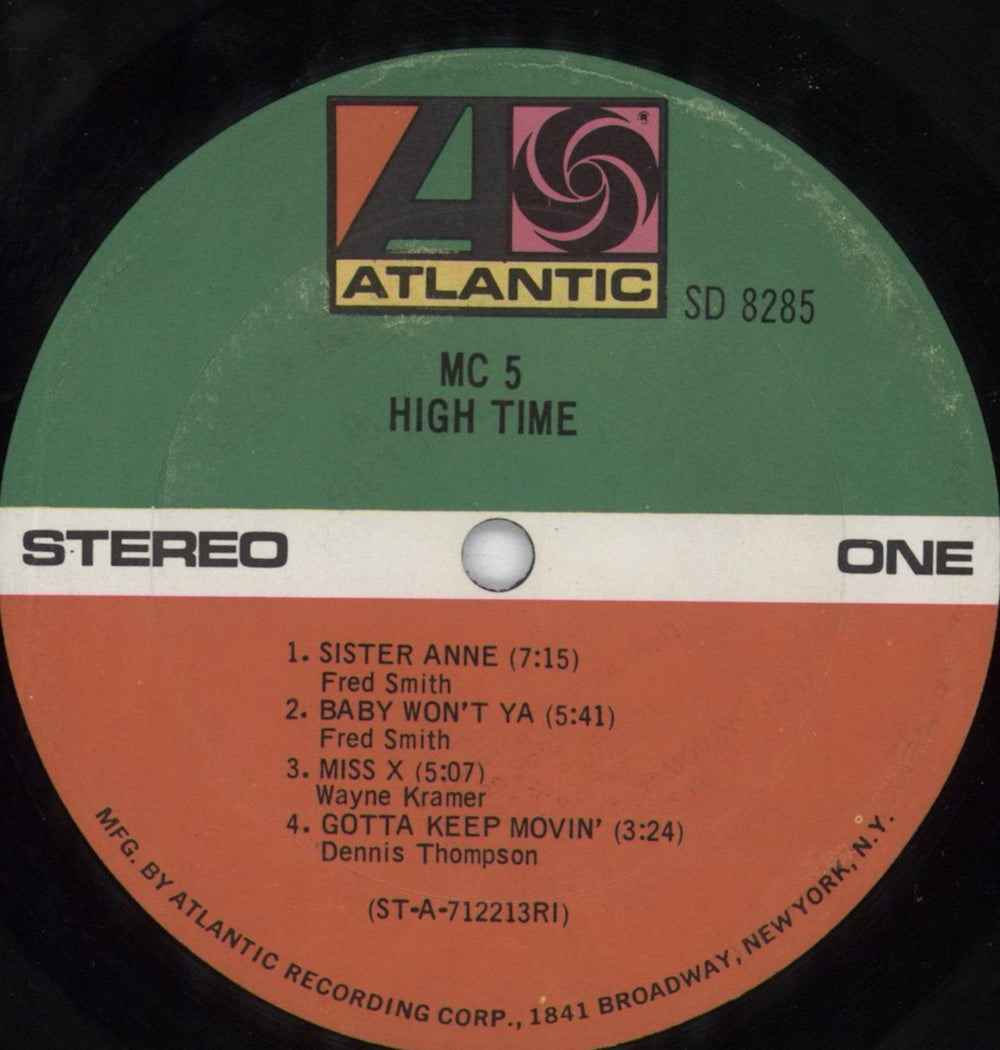 ATLANTIC
®
SD 8285
MC 5
HIGH TIME
STEREO
ONE
1. SISTER ANNE (7:15)
Fred Smith
2. BABY WON'T YA (5:41)
Fred Smith
3. MISS X (5:07)
Wayne Kramer
4. GOTTA KEEP MOVIN' (3:24)
Dennis Thompson
(ST-A-712213RI)
MFG. BY ATLANTIC RECORDING CORP., 1841 BROADWAY, NEW YORK, N.Y.